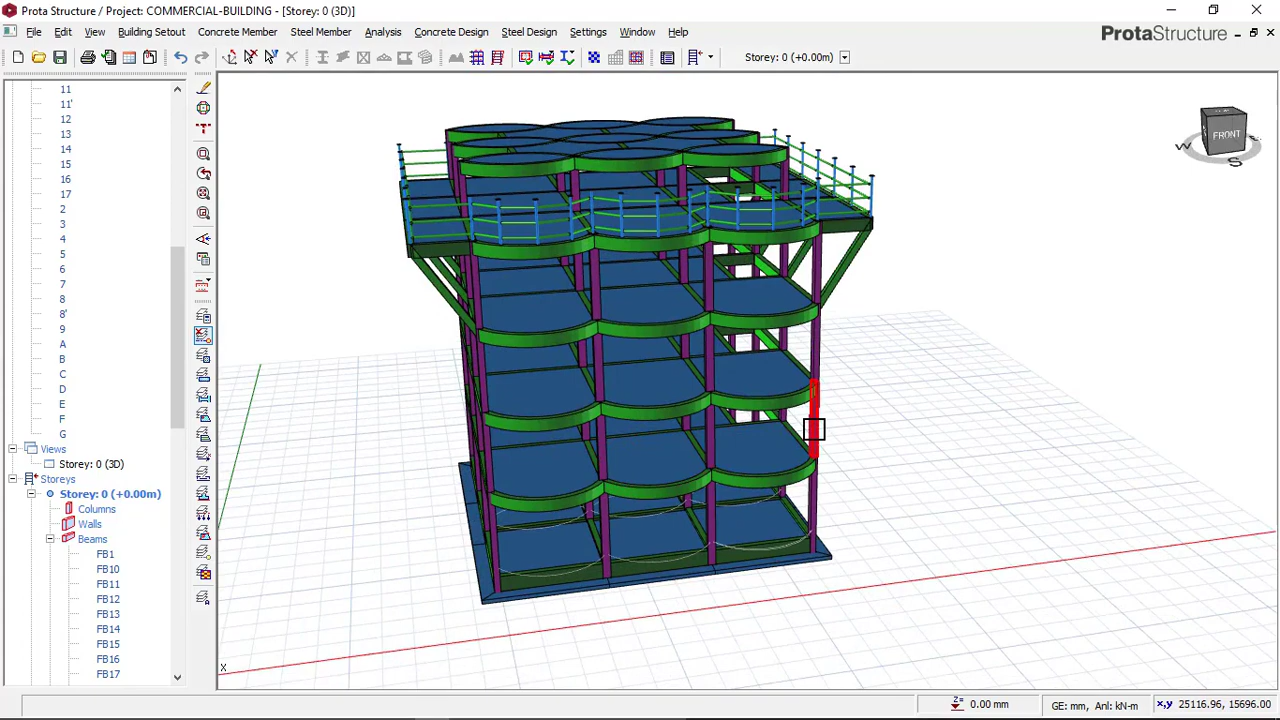 Prota Structure / Project: COMMERCIAL-BUILDING - [Storey: 0 (3D)]
File Edit View Building Setout Concrete Member Steel Member Analysis Concrete Design Steel Design Settings Window Help
ProtaStructure
Storey: 0 (+0.00m)
11
11'
12
13
14
15
16
17
2
3
4
5
6
7
8
8'
9
A
B
C
D
E
F
G
Views
Storey: 0 (3D)
Storeys
Storey: 0 (+0.00m)
Columns
Walls
Beams
FB1
FB10
FB11
FB12
FB13
FB14
FB15
FB16
FB17
FRONT
W
S
X
Z=
0.00 mm
GE: mm, Anl: kN-m
x,y 25116.96, 15696.00